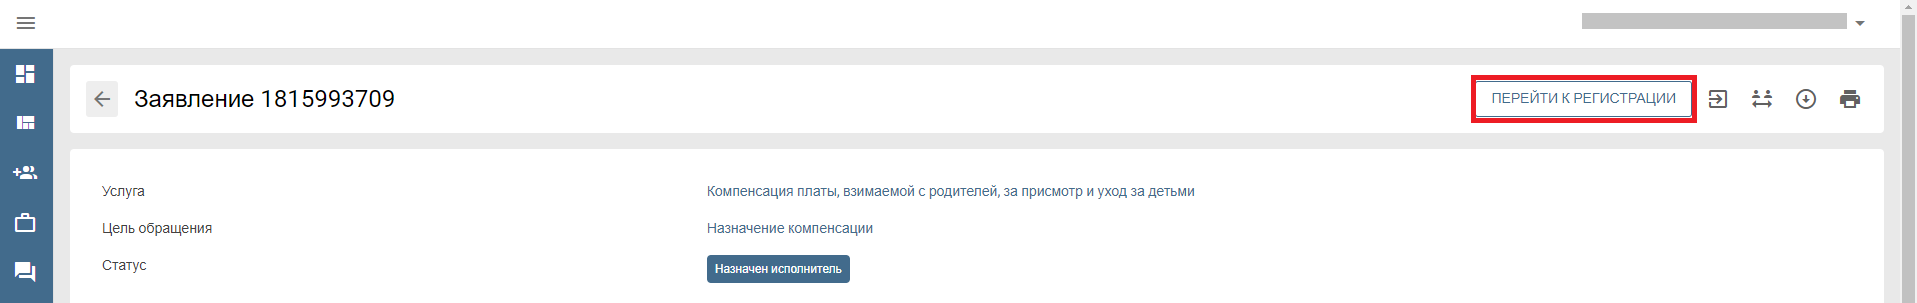 Заявление 1815993709
ПЕРЕЙТИ К РЕГИСТРАЦИИ
Услуга
Компенсация платы, взимаемой с родителей, за присмотр и уход за детьми
Цель обращения
Назначение компенсации
Статус
Назначен исполнитель